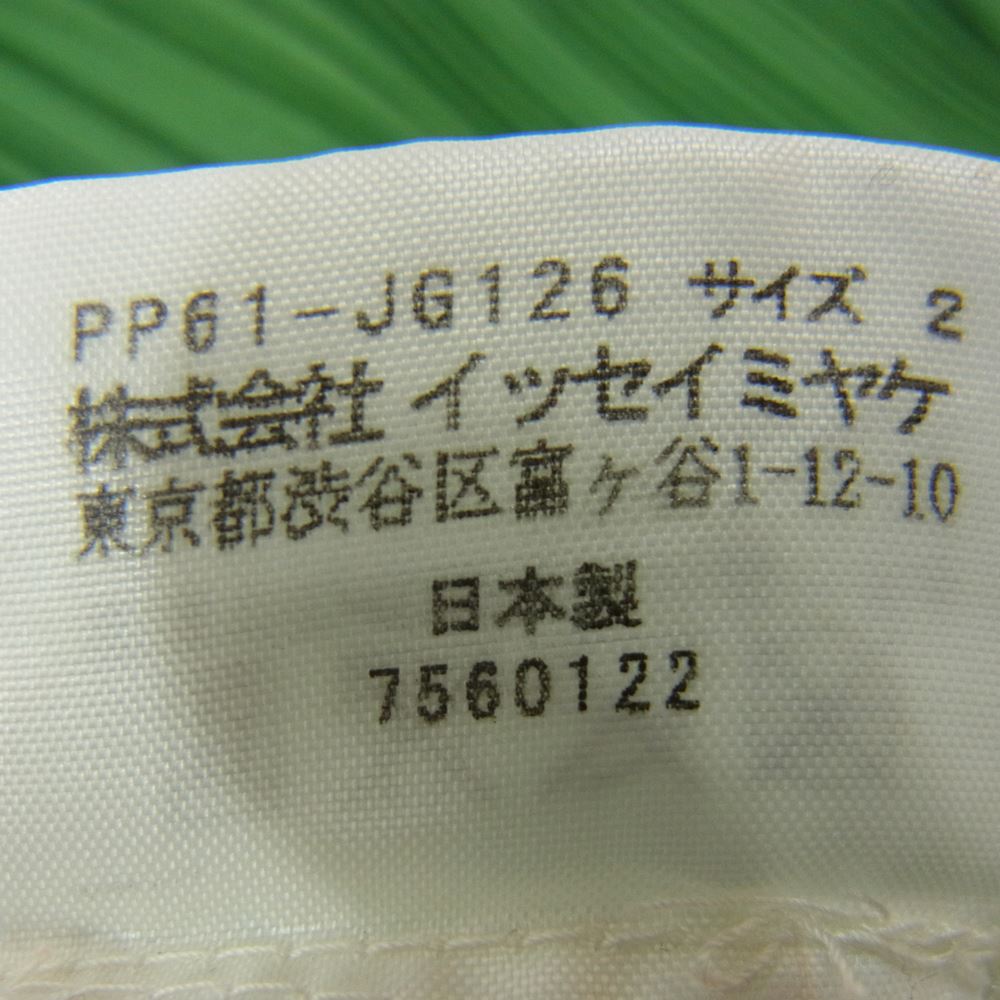 PP61-JG126 サイズ 2
株式会社 イッセイミヤケ
東京都渋谷区富ヶ谷1-12-10
日本製
7560122